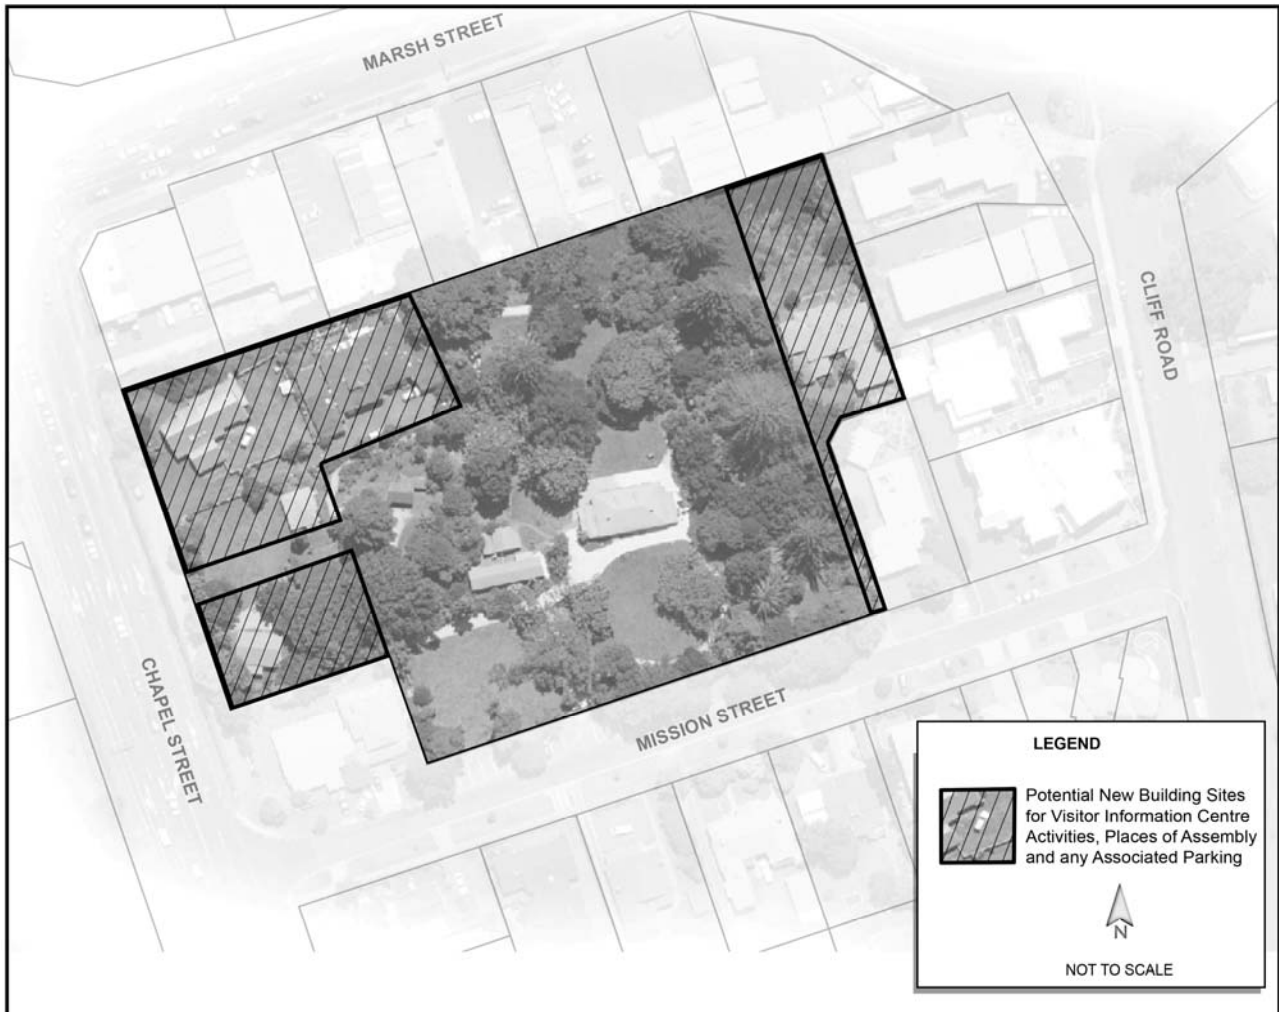 MARSH STREET
CLIFF ROAD
CHAPEL STREET
MISSION STREET
LEGEND
Potential New Building Sites
for Visitor Information Centre
Activities, Places of Assembly
and any Associated Parking
N
NOT TO SCALE